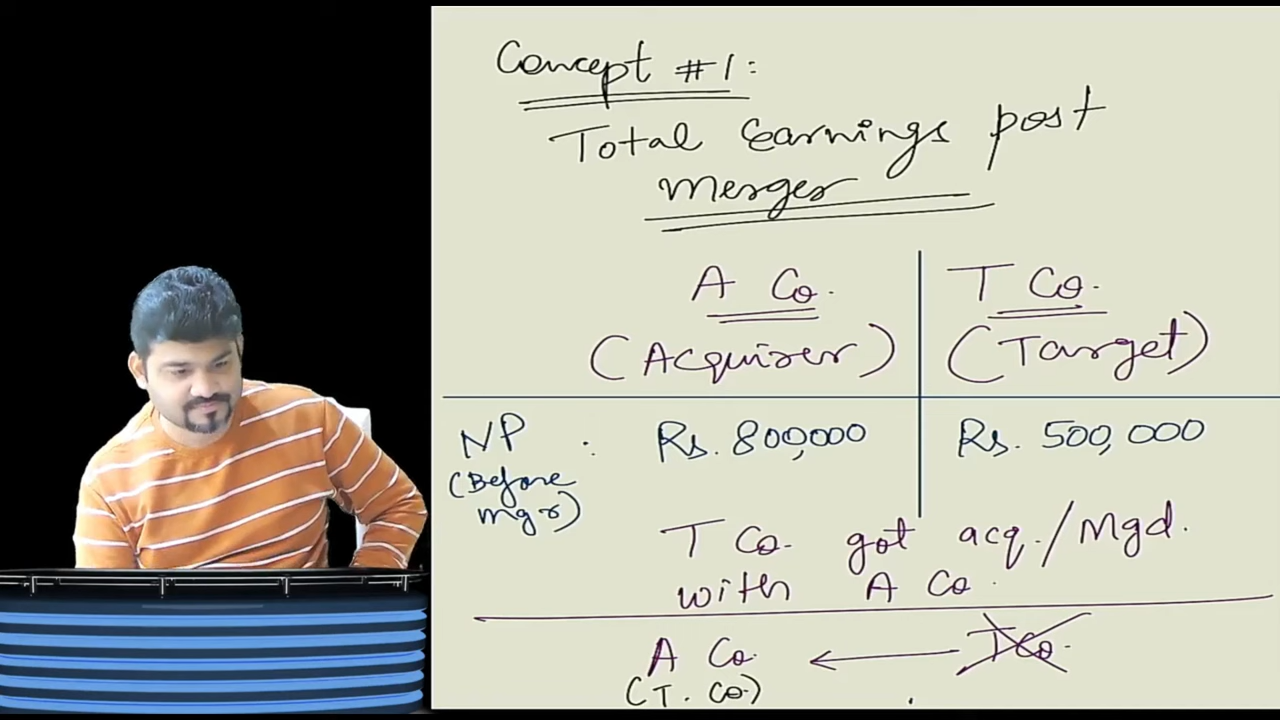 Concept #1:
Total Earnings post
Merger
A Co. T Co.
(Acquirer) (Target)
NP : Rs. 800,000 Rs. 500,000
(Before
mgr)
T Co. got acq./Mgd.
with A Co.
A Co. ← T Co.
(T. Co.)